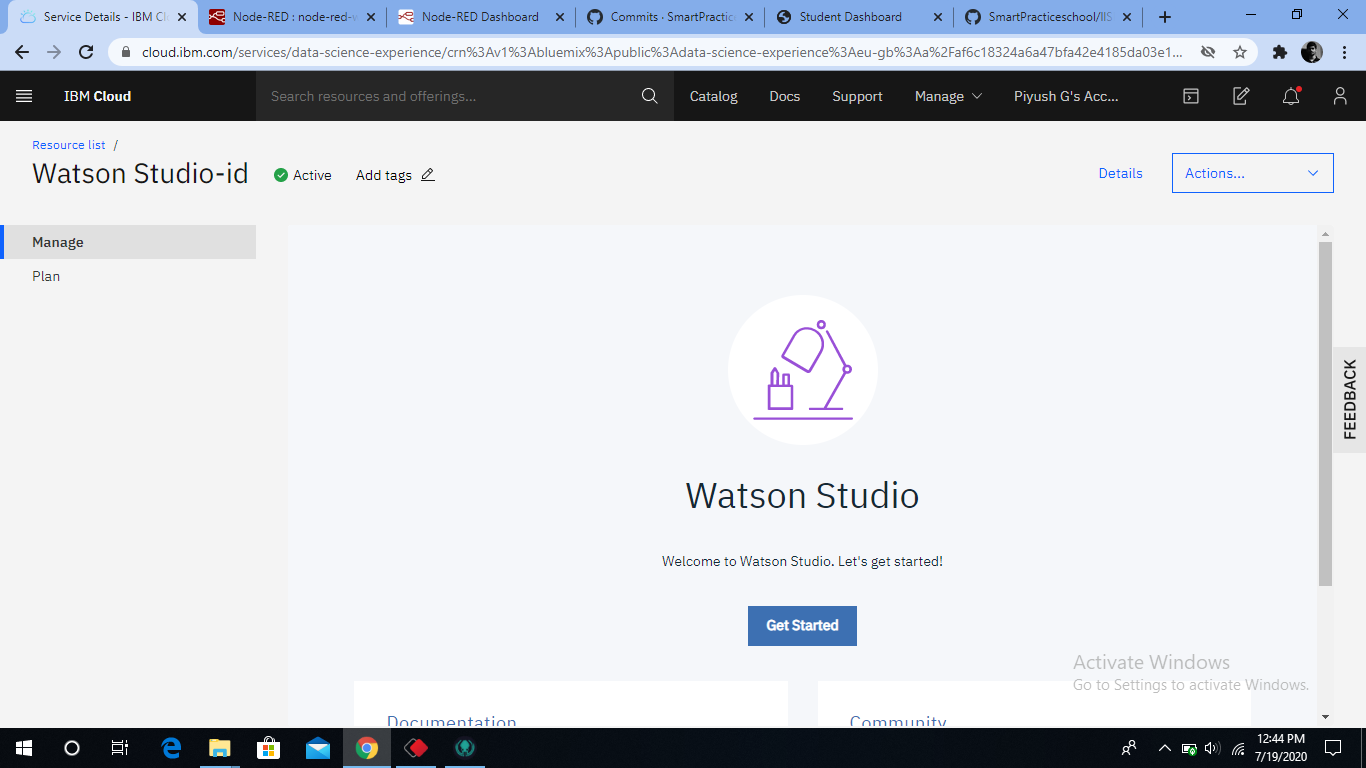 Service Details - IBM Cl
Node-RED : node-red-w
Node-RED Dashboard
Commits · SmartPractice
Student Dashboard
SmartPracticeschool/llS
cloud.ibm.com/services/data-science-experience/crn%3Av1%3Abluemix%3Apublic%3Adata-science-experience%3Aeu-gb%3Aa%2Faf6c18324a6a47bfa42e4185da03e1...
IBM Cloud
Search resources and offerings...
Catalog
Docs
Support
Manage
Piyush G's Acc...
Resource list /
Watson Studio-id
Active
Add tags
Details
Actions...
Manage
Plan
FEEDBACK
Watson Studio
Welcome to Watson Studio. Let's get started!
Get Started
Activate Windows
Go to Settings to activate Windows.
Documentation
Community
12:44 PM
7/19/2020